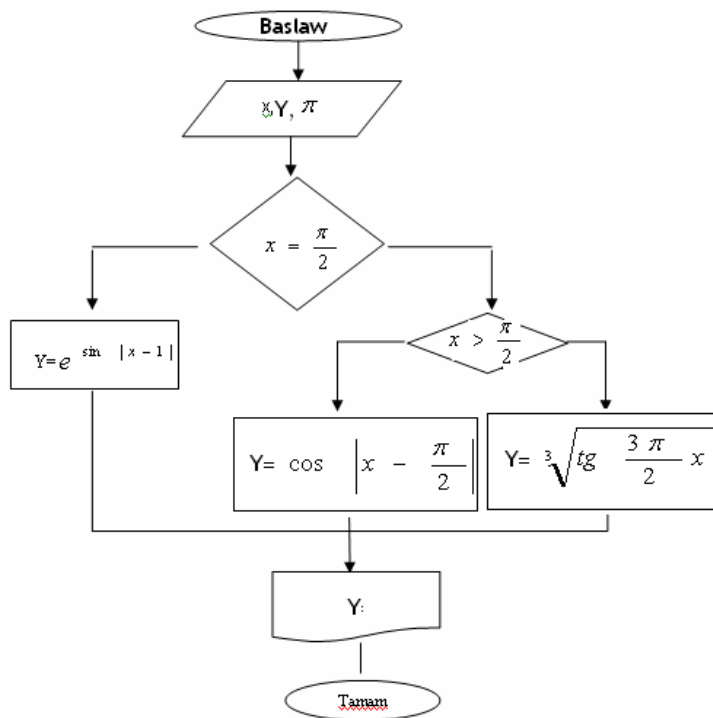 Baslaw
x,Y, π
x = π/2
Y=e^sin |x − 1|
x > π/2
Y= cos |x − π/2|
Y= ∛tg 3π/2 x
Y:
Tamam